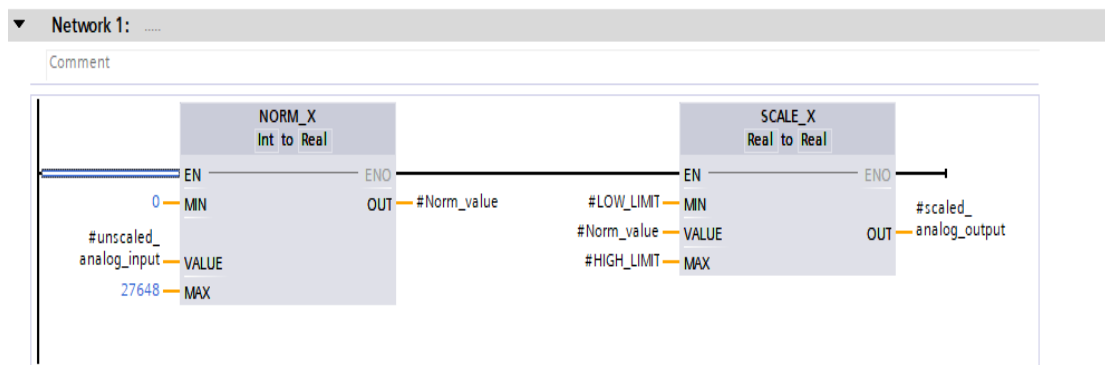 Network 1: .....
Comment
NORM_X
Int to Real
EN
ENO
0
MIN
OUT
#Norm_value
#unscaled_
analog_input
VALUE
27648
MAX
SCALE_X
Real to Real
EN
ENO
#LOW_LIMIT
MIN
#Norm_value
VALUE
#HIGH_LIMIT
MAX
OUT
#scaled_
analog_output